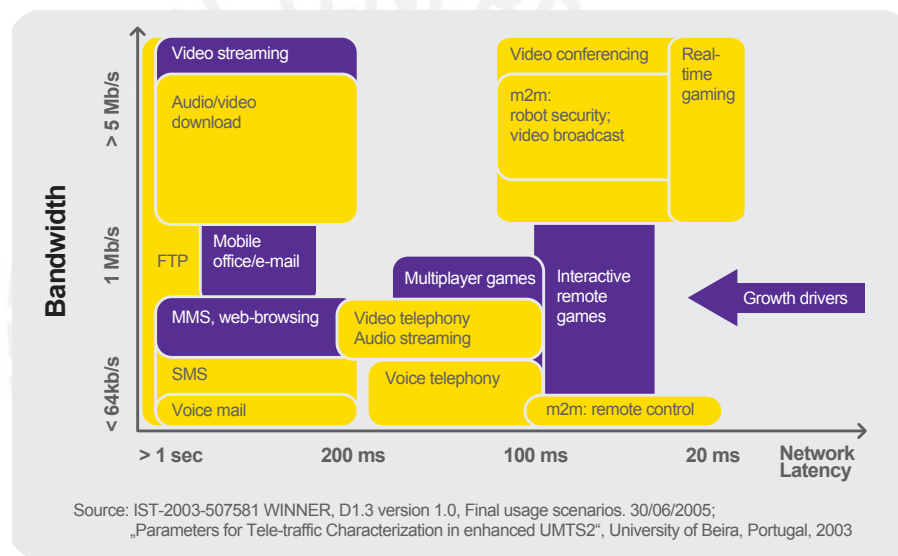 Video streaming
Audio/video
download
Video conferencing
Real-
time
gaming
m2m:
robot security;
video broadcast
> 5 Mb/s
1 Mb/s
< 64kb/s
Bandwidth
FTP
Mobile
office/e-mail
Multiplayer games
Interactive
remote
games
Growth drivers
MMS, web-browsing
Video telephony
Audio streaming
SMS
Voice telephony
Voice mail
m2m: remote control
> 1 sec
200 ms
100 ms
20 ms
Network
Latency
Source: IST-2003-507581 WINNER, D1.3 version 1.0, Final usage scenarios. 30/06/2005;
„Parameters for Tele-traffic Characterization in enhanced UMTS2“, University of Beira, Portugal, 2003